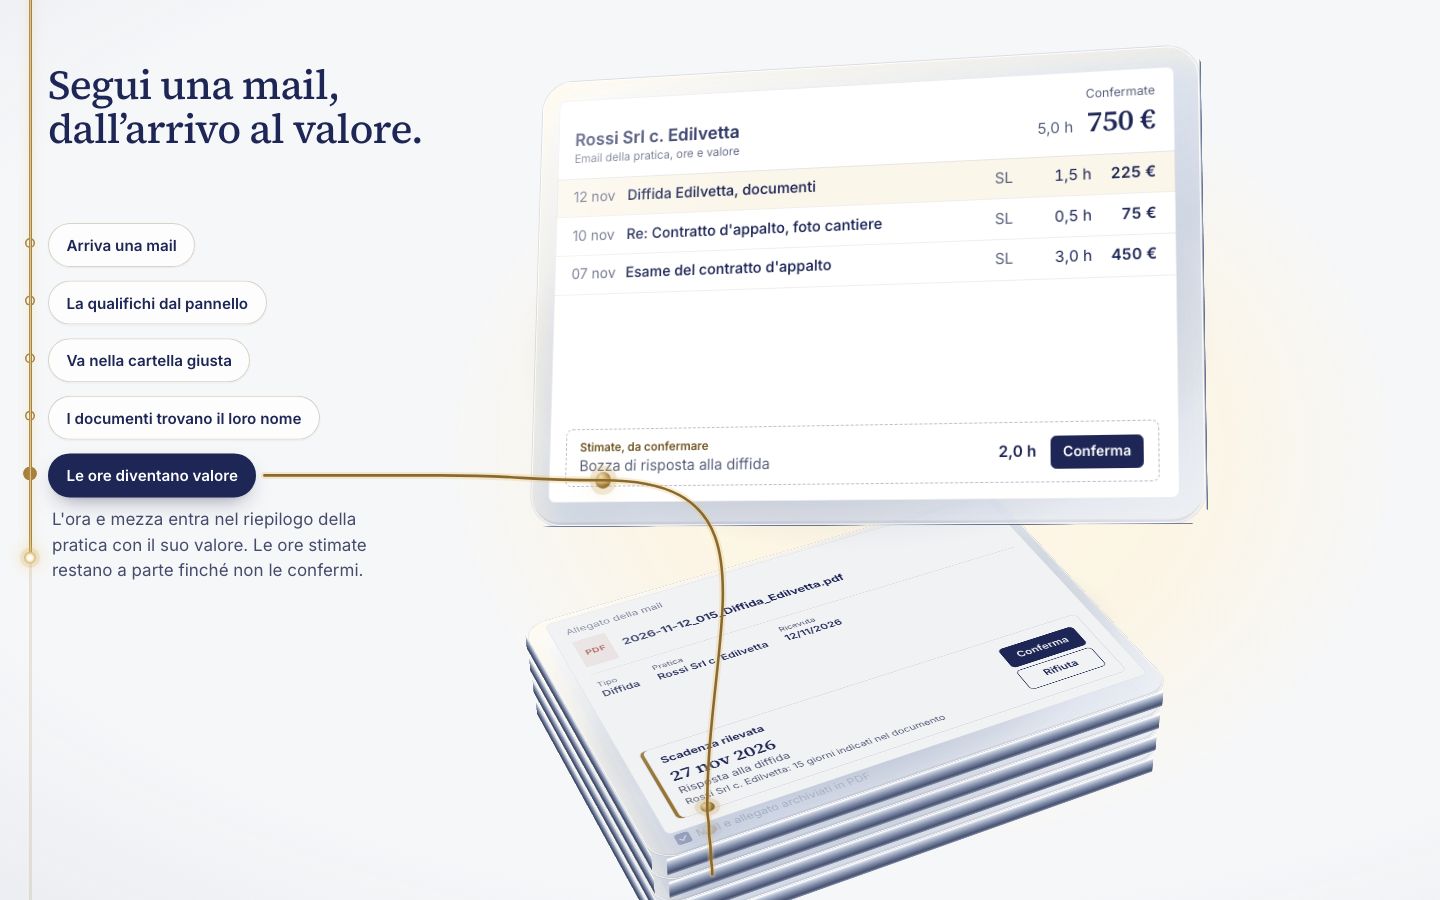 Segui una mail,
dall’arrivo al valore.
Arriva una mail
La qualifichi dal pannello
Va nella cartella giusta
I documenti trovano il loro nome
Le ore diventano valore
L'ora e mezza entra nel riepilogo della
pratica con il suo valore. Le ore stimate
restano a parte finché non le confermi.
Confermate
Rossi Srl c. Edilvetta 5,0 h 750 €
Email della pratica, ore e valore
12 nov Diffida Edilvetta, documenti SL 1,5 h 225 €
10 nov Re: Contratto d'appalto, foto cantiere SL 0,5 h 75 €
07 nov Esame del contratto d'appalto SL 3,0 h 450 €
Stimate, da confermare
Bozza di risposta alla diffida 2,0 h Conferma
Allegato della mail
PDF 2026-11-12_015_Diffida_Edilvetta.pdf
Tipo Pratica Ricevuta
Diffida Rossi Srl c. Edilvetta 12/11/2026
Conferma
Rifiuta
Scadenza rilevata
27 nov 2026
Risposta alla diffida
Rossi Srl c. Edilvetta: 15 giorni indicati nel documento
Mail e allegato archiviati in PDF